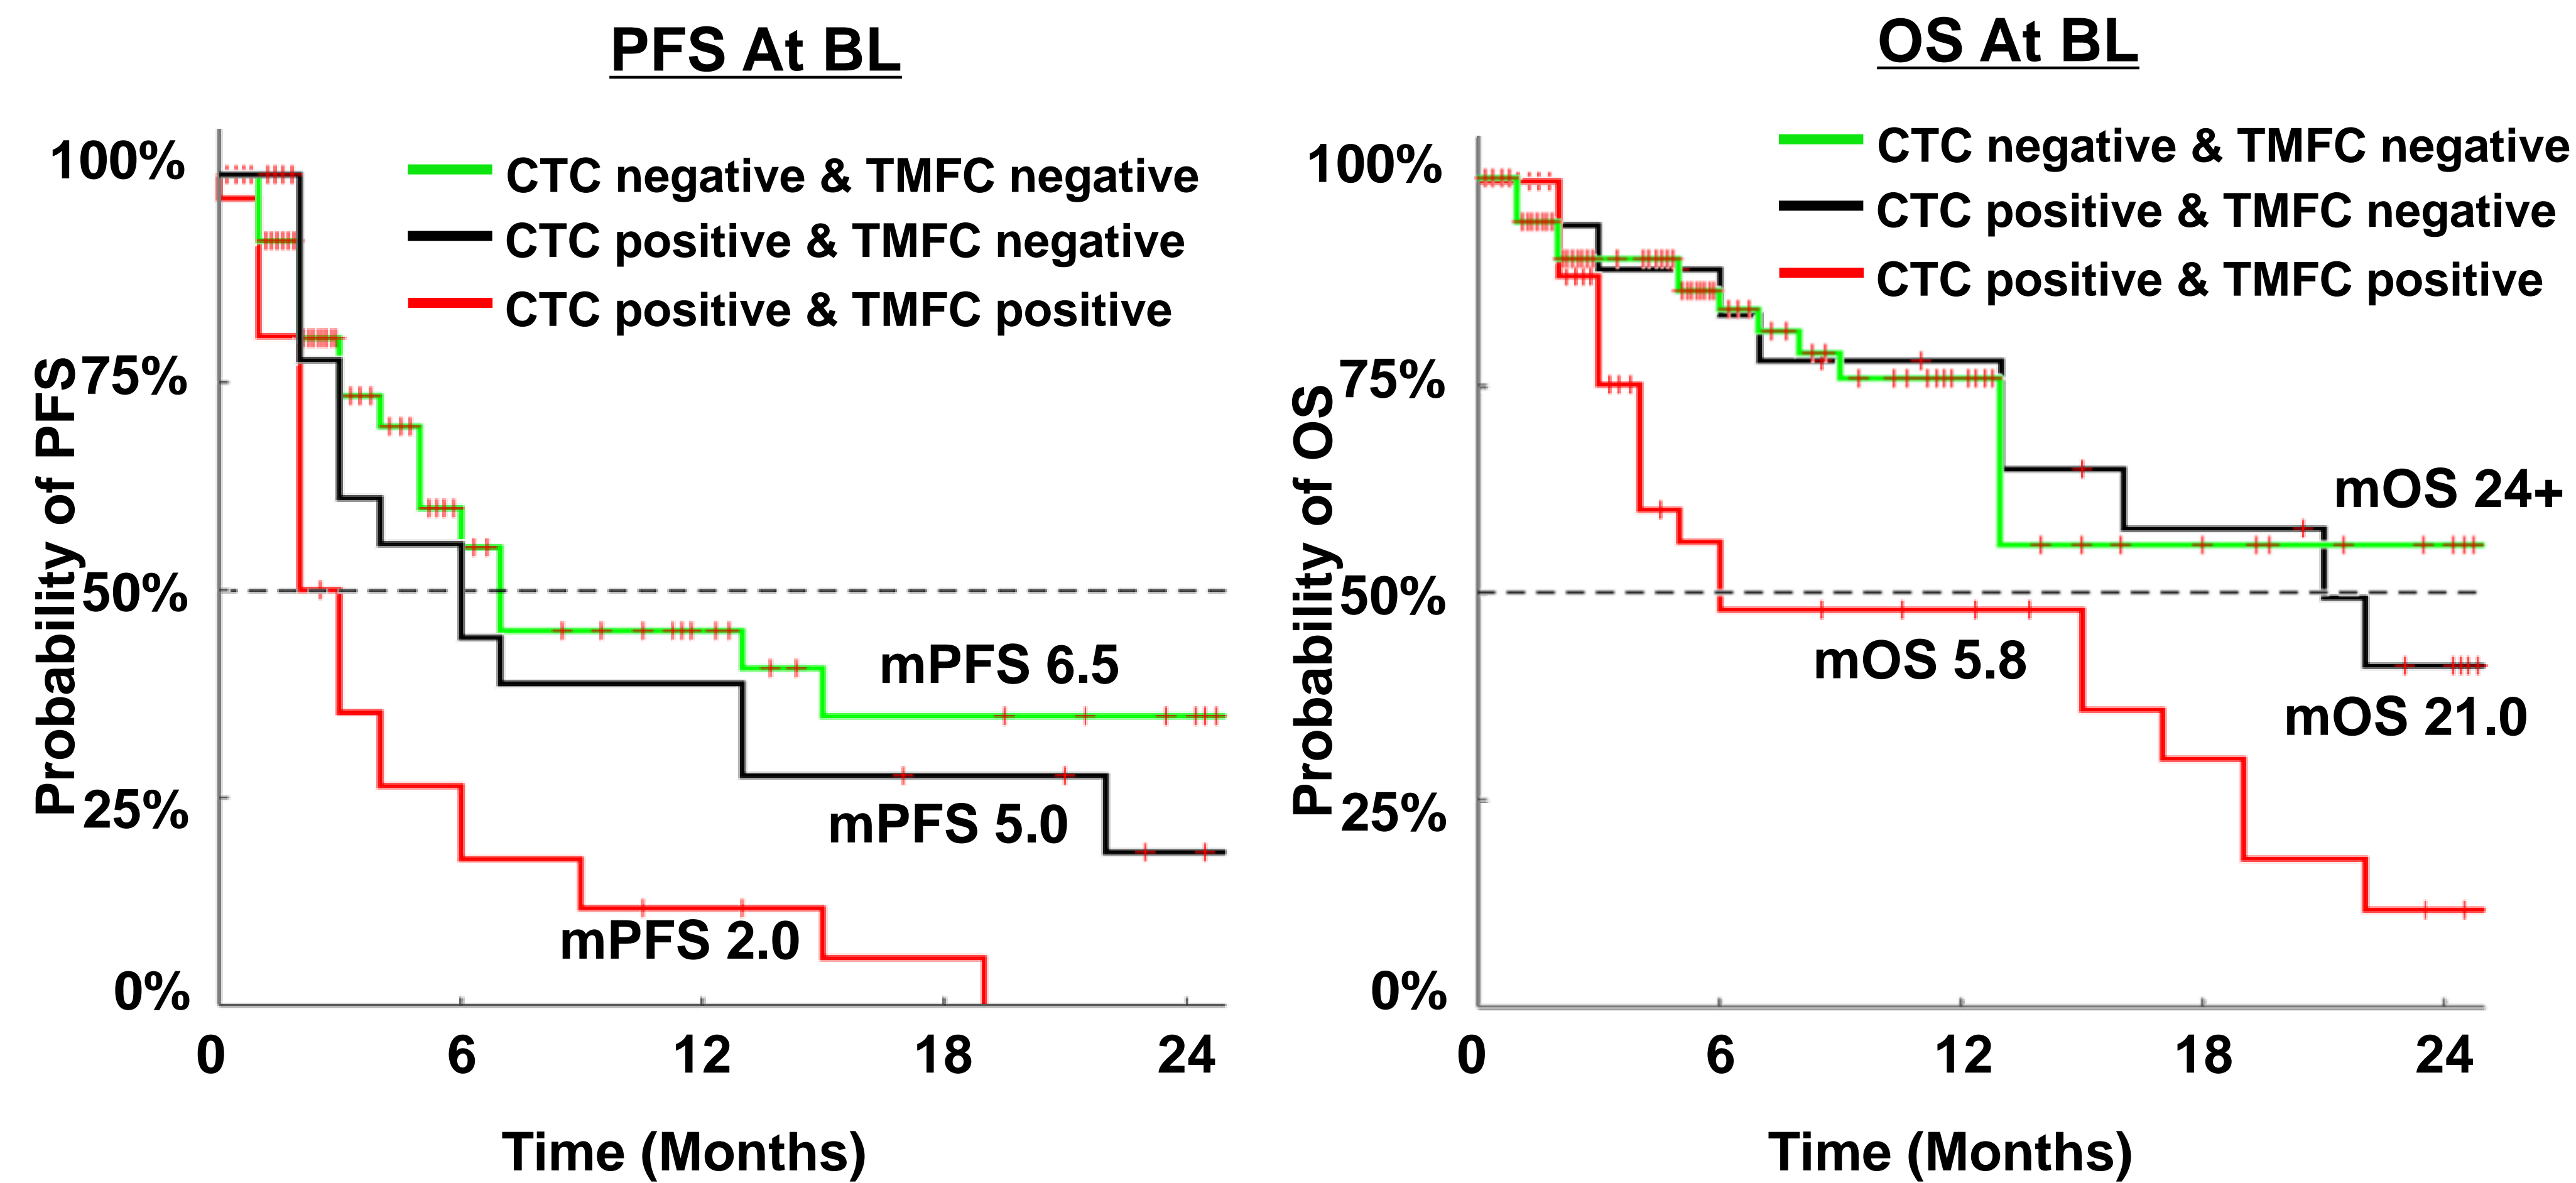 PFS At BL
100%
75%
50%
25%
0%
Probability of PFS
CTC negative & TMFC negative
CTC positive & TMFC negative
CTC positive & TMFC positive
mPFS 6.5
mPFS 5.0
mPFS 2.0
0 6 12 18 24
Time (Months)
OS At BL
100%
75%
50%
25%
0%
Probability of OS
CTC negative & TMFC negative
CTC positive & TMFC negative
CTC positive & TMFC positive
mOS 24+
mOS 5.8
mOS 21.0
0 6 12 18 24
Time (Months)